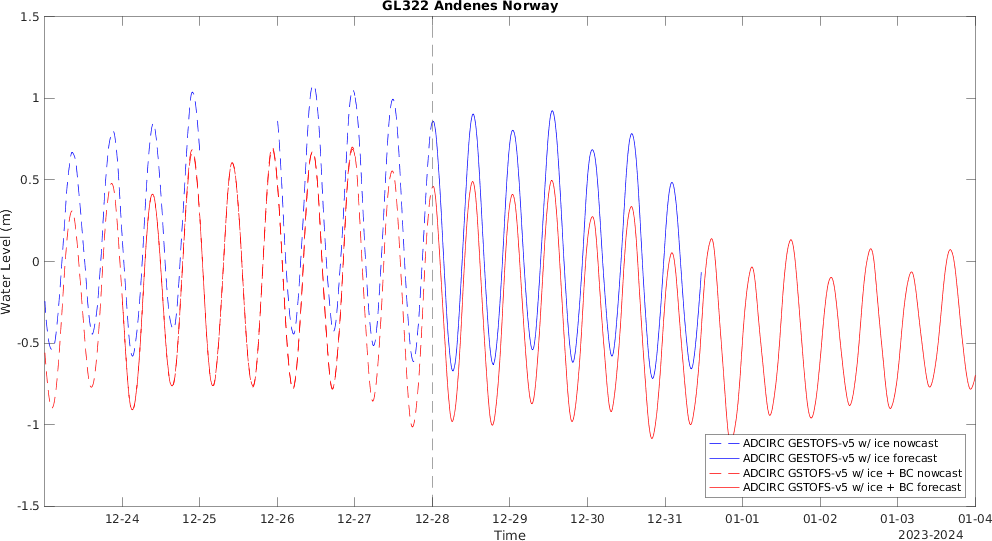 GL322 Andenes Norway
1.5
1
0.5
0
-0.5
-1
-1.5
Water Level (m)
ADCIRC GESTOFS-v5 w/ ice nowcast
ADCIRC GESTOFS-v5 w/ ice forecast
ADCIRC GSTOFS-v5 w/ ice + BC nowcast
ADCIRC GSTOFS-v5 w/ ice + BC forecast
12-24 12-25 12-26 12-27 12-28 12-29 12-30 12-31 01-01 01-02 01-03 01-04
Time
2023-2024